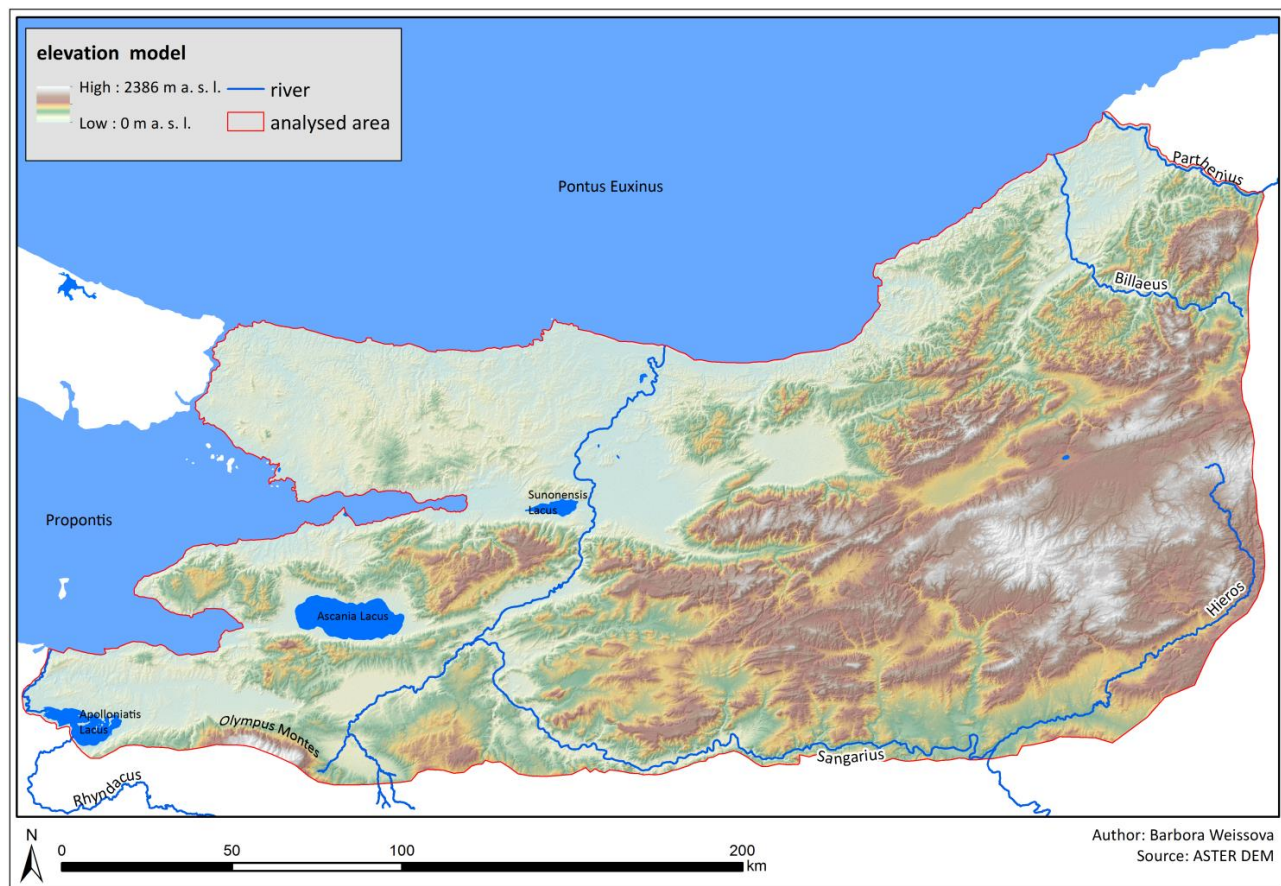 elevation model
High : 2386 m a. s. l.
river
Low : 0 m a. s. l.
analysed area
Parthenius
Pontus Euxinus
Billaeus
Sunonensis
Lacus
Propontis
Hieros
Ascania Lacus
Apolloniatis
Lacus
Olympus Montes
Sangarius
Rhyndacus
N
0 50 100 200
km
Author: Barbora Weissova
Source: ASTER DEM